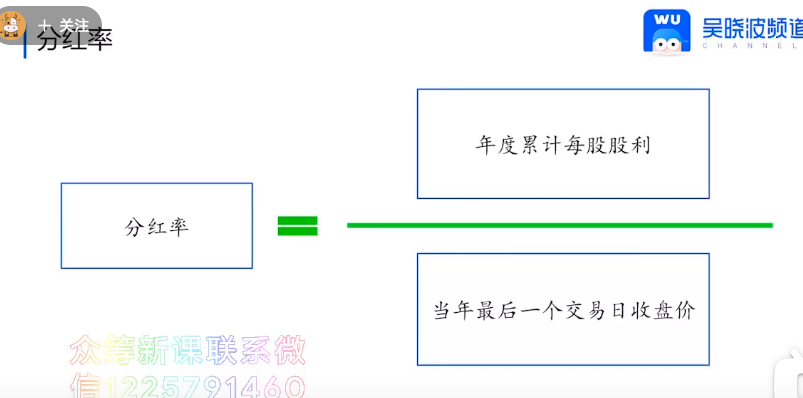 + 关注
分红率
WU
吴晓波频道
CHANNEL
年度累计每股股利
分红率
=
当年最后一个交易日收盘价
众筹新课联系微
信1225791460